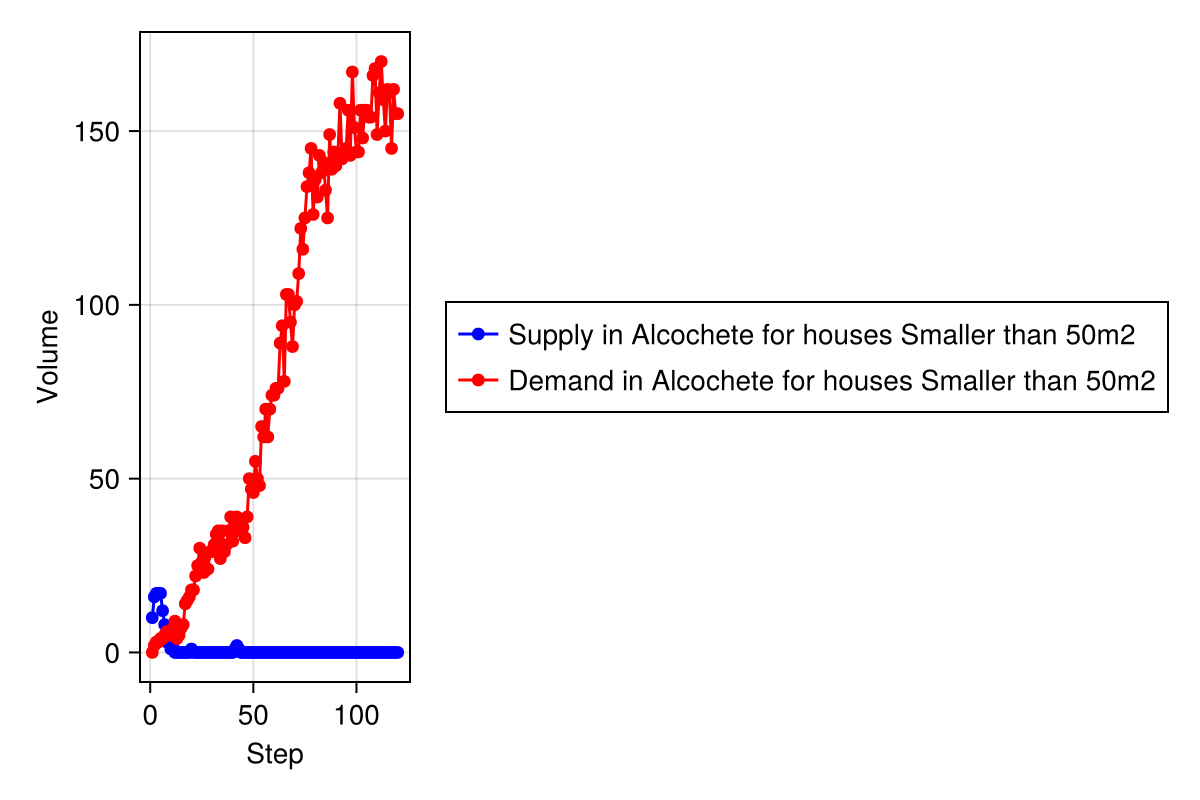 150
100
50
0
Volume
0 50 100
Step
Supply in Alcochete for houses Smaller than 50m2
Demand in Alcochete for houses Smaller than 50m2